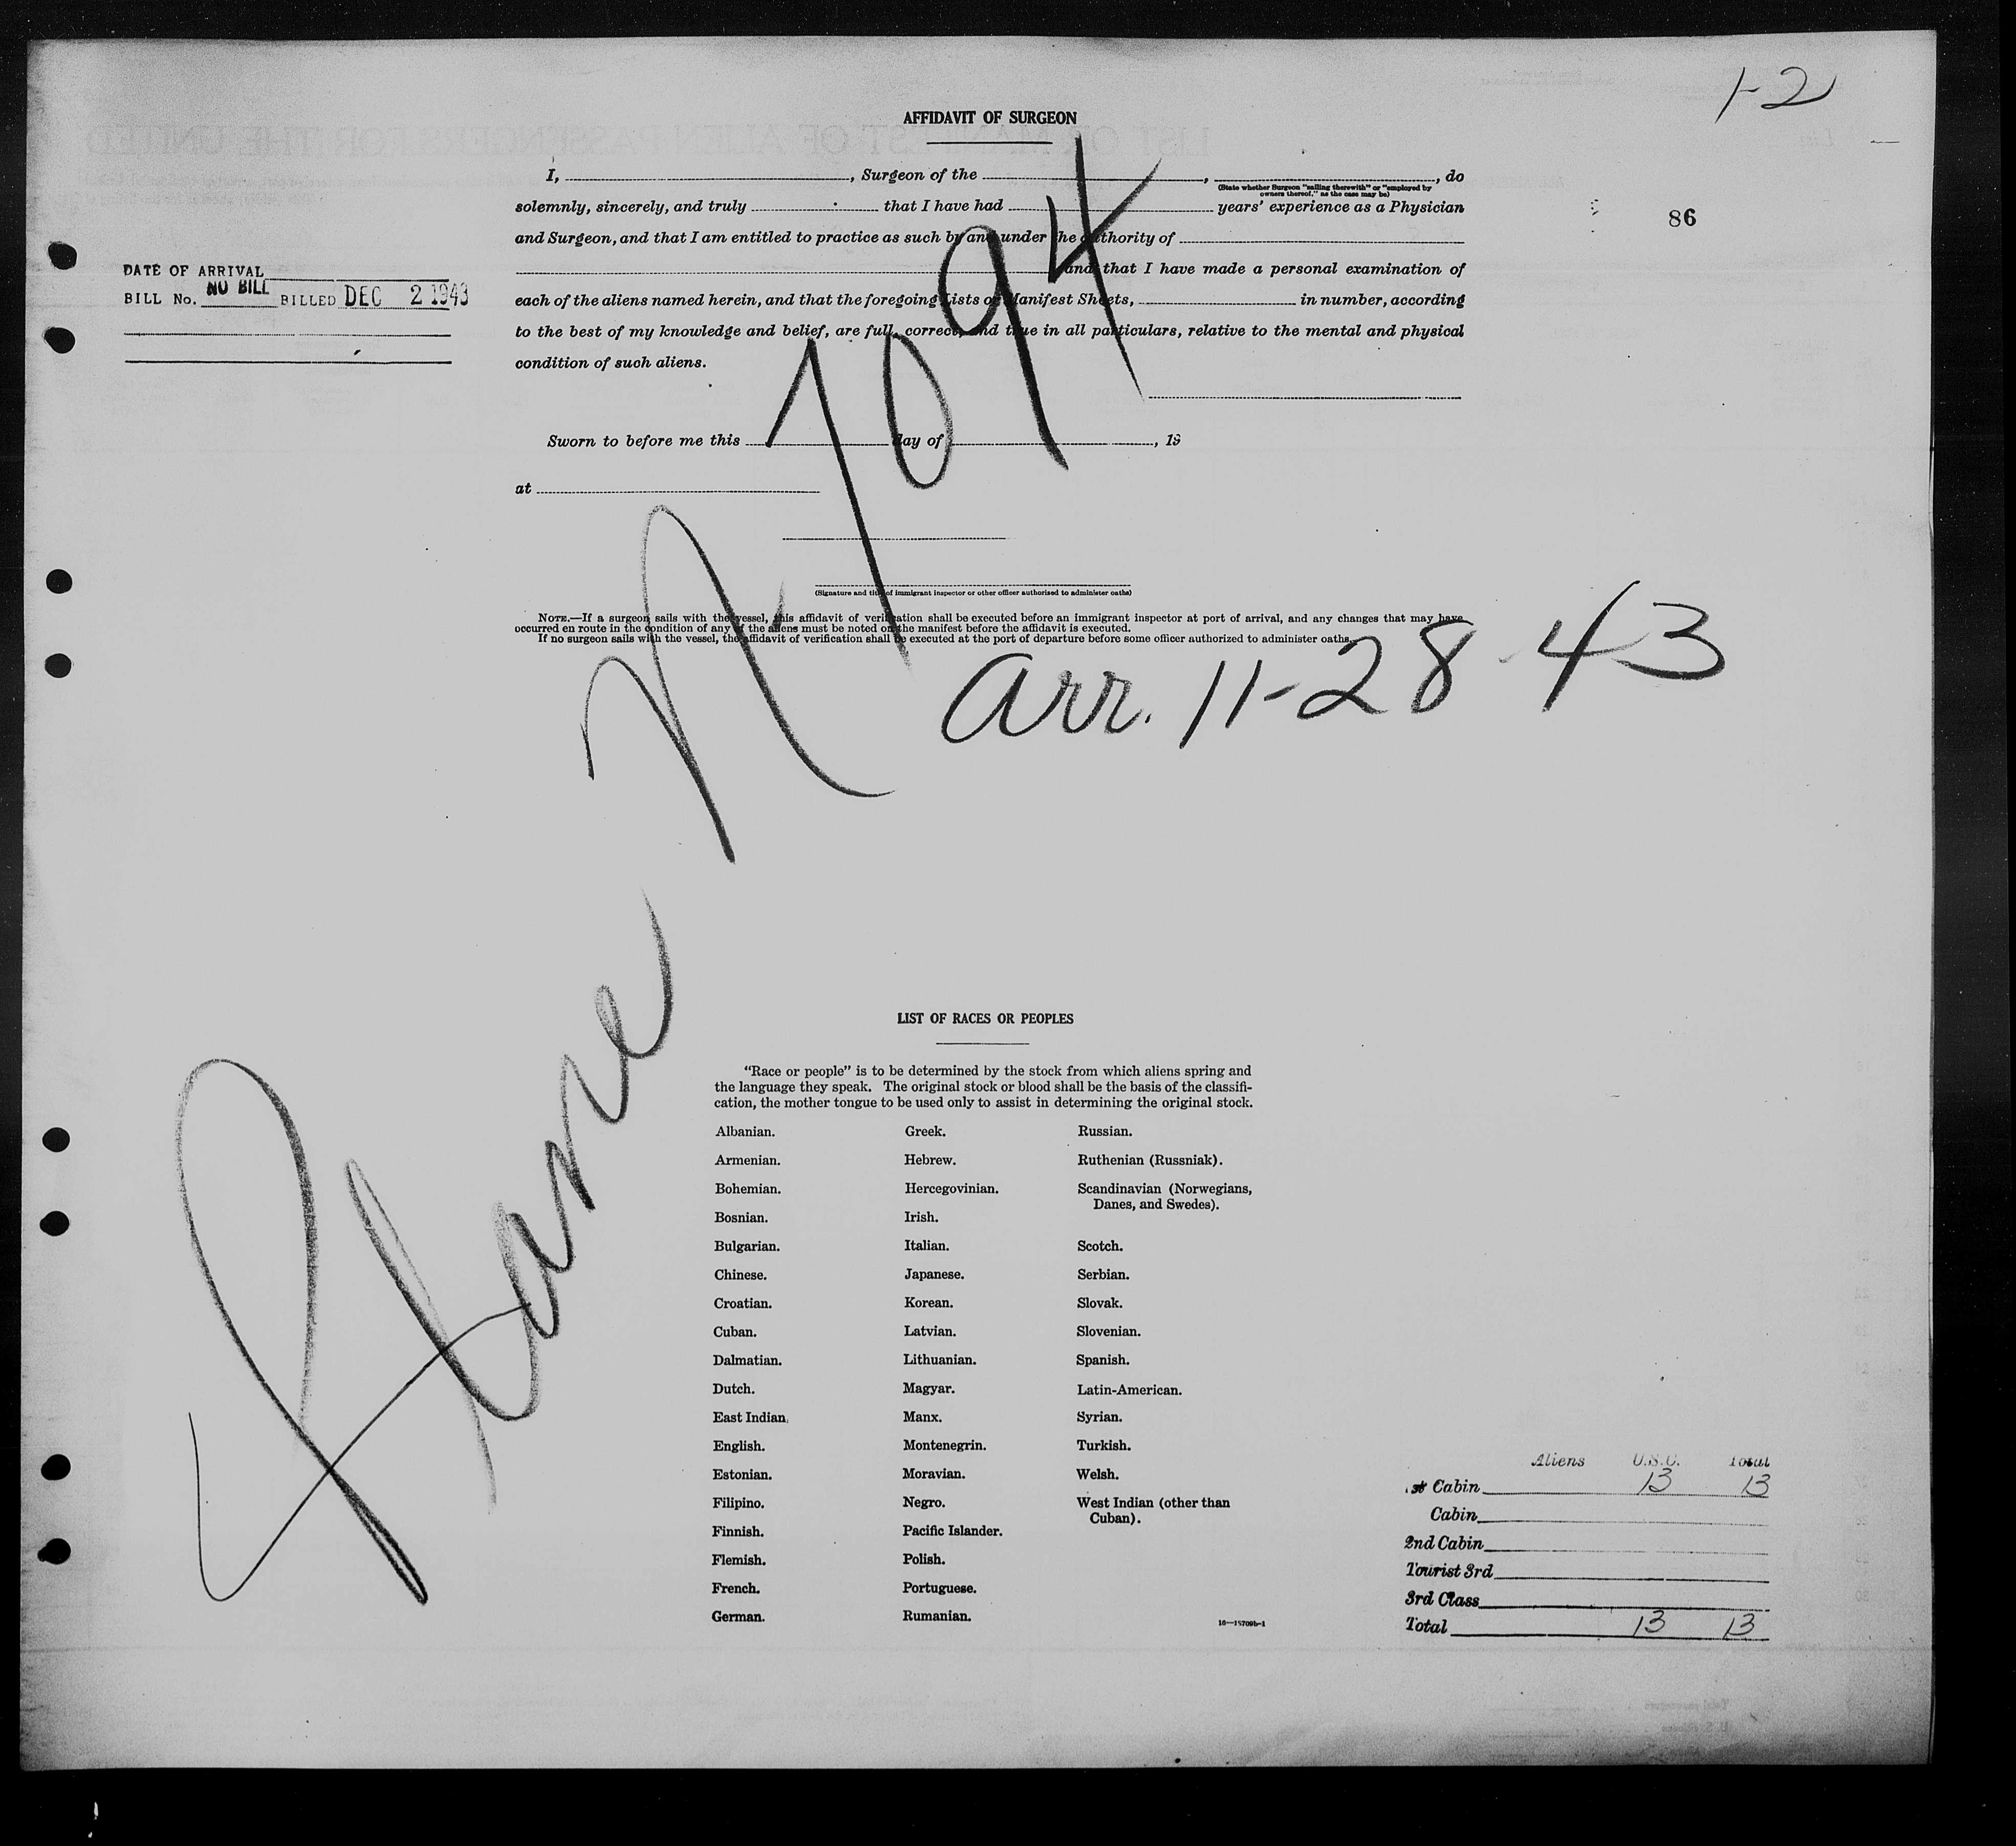 1-2
AFFIDAVIT OF SURGEON
I, , Surgeon of the , , do
(State whether Surgeon "sailing therewith" or "employed by
owners thereof," as the case may be)
solemnly, sincerely, and truly that I have had years' experience as a Physician
86
and Surgeon, and that I am entitled to practice as such by and under the authority of
and that I have made a personal examination of
DATE OF ARRIVAL
BILL No. NO BILL BILLED DEC 2 1943
each of the aliens named herein, and that the foregoing Lists or Manifest Sheets, in number, according
to the best of my knowledge and belief, are full, correct, and true in all particulars, relative to the mental and physical
condition of such aliens.
Sworn to before me this day of , 19
at
(Signature and title of immigrant inspector or other officer authorized to administer oaths)
NOTE.—If a surgeon sails with the vessel, this affidavit of verification shall be executed before an immigrant inspector at port of arrival, and any changes that may have
occurred en route in the condition of any of the aliens must be noted on the manifest before the affidavit is executed.
If no surgeon sails with the vessel, the affidavit of verification shall be executed at the port of departure before some officer authorized to administer oaths.
Plane N 1094
arr. 11-28-43
LIST OF RACES OR PEOPLES
"Race or people" is to be determined by the stock from which aliens spring and
the language they speak. The original stock or blood shall be the basis of the classifi-
cation, the mother tongue to be used only to assist in determining the original stock.
Albanian. Greek. Russian.
Armenian. Hebrew. Ruthenian (Russniak).
Bohemian. Hercegovinian. Scandinavian (Norwegians,
Danes, and Swedes).
Bosnian. Irish.
Bulgarian. Italian. Scotch.
Chinese. Japanese. Serbian.
Croatian. Korean. Slovak.
Cuban. Latvian. Slovenian.
Dalmatian. Lithuanian. Spanish.
Dutch. Magyar. Latin-American.
East Indian. Manx. Syrian.
English. Montenegrin. Turkish.
Estonian. Moravian. Welsh.
Filipino. Negro. West Indian (other than
Cuban).
Finnish. Pacific Islander.
Flemish. Polish.
French. Portuguese.
German. Rumanian.
16—15709b-1
Aliens U.S.C. Total
1st Cabin 13 13
Cabin
2nd Cabin
Tourist 3rd
3rd Class
Total 13 13